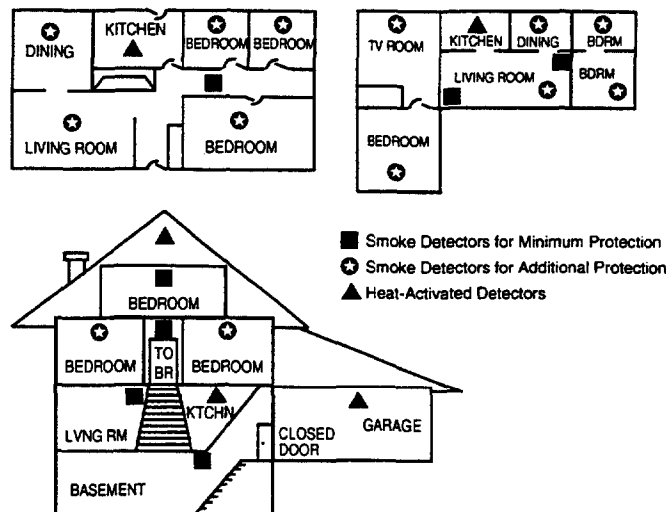 DINING
KITCHEN
BEDROOM
BEDROOM
LIVING ROOM
BEDROOM
TV ROOM
KITCHEN
DINING
BDRM
LIVING ROOM
BDRM
BEDROOM
Smoke Detectors for Minimum Protection
Smoke Detectors for Additional Protection
Heat-Activated Detectors
BEDROOM
BEDROOM
TO
BR
BEDROOM
LVNG RM
KTCHN
CLOSED
DOOR
GARAGE
BASEMENT